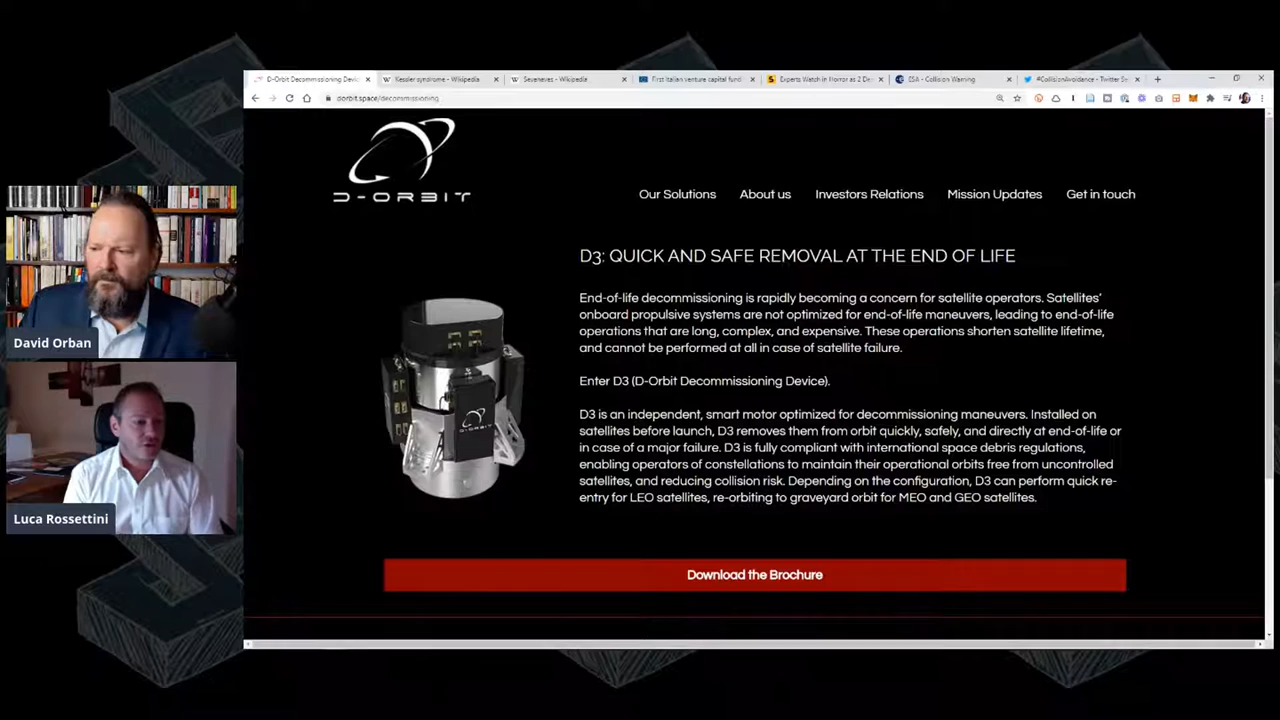 D-Orbit Decommissioning Devic
Kessler syndrome - Wikipedia
Seveneves - Wikipedia
First Italian venture capital fund
Experts Watch in Horror as 2 De
ESA - Collision Warning
#CollisionAvoidance - Twitter Se
dorbit.space/decommissioning
D-ORBIT
Our Solutions
About us
Investors Relations
Mission Updates
Get in touch
D3: QUICK AND SAFE REMOVAL AT THE END OF LIFE
End-of-life decommissioning is rapidly becoming a concern for satellite operators. Satellites'
onboard propulsive systems are not optimized for end-of-life maneuvers, leading to end-of-life
operations that are long, complex, and expensive. These operations shorten satellite lifetime,
and cannot be performed at all in case of satellite failure.
Enter D3 (D-Orbit Decommissioning Device).
D3 is an independent, smart motor optimized for decommissioning maneuvers. Installed on
satellites before launch, D3 removes them from orbit quickly, safely, and directly at end-of-life or
in case of a major failure. D3 is fully compliant with international space debris regulations,
enabling operators of constellations to maintain their operational orbits free from uncontrolled
satellites, and reducing collision risk. Depending on the configuration, D3 can perform quick re-
entry for LEO satellites, re-orbiting to graveyard orbit for MEO and GEO satellites.
D-ORBIT
Download the Brochure
David Orban
Luca Rossettini